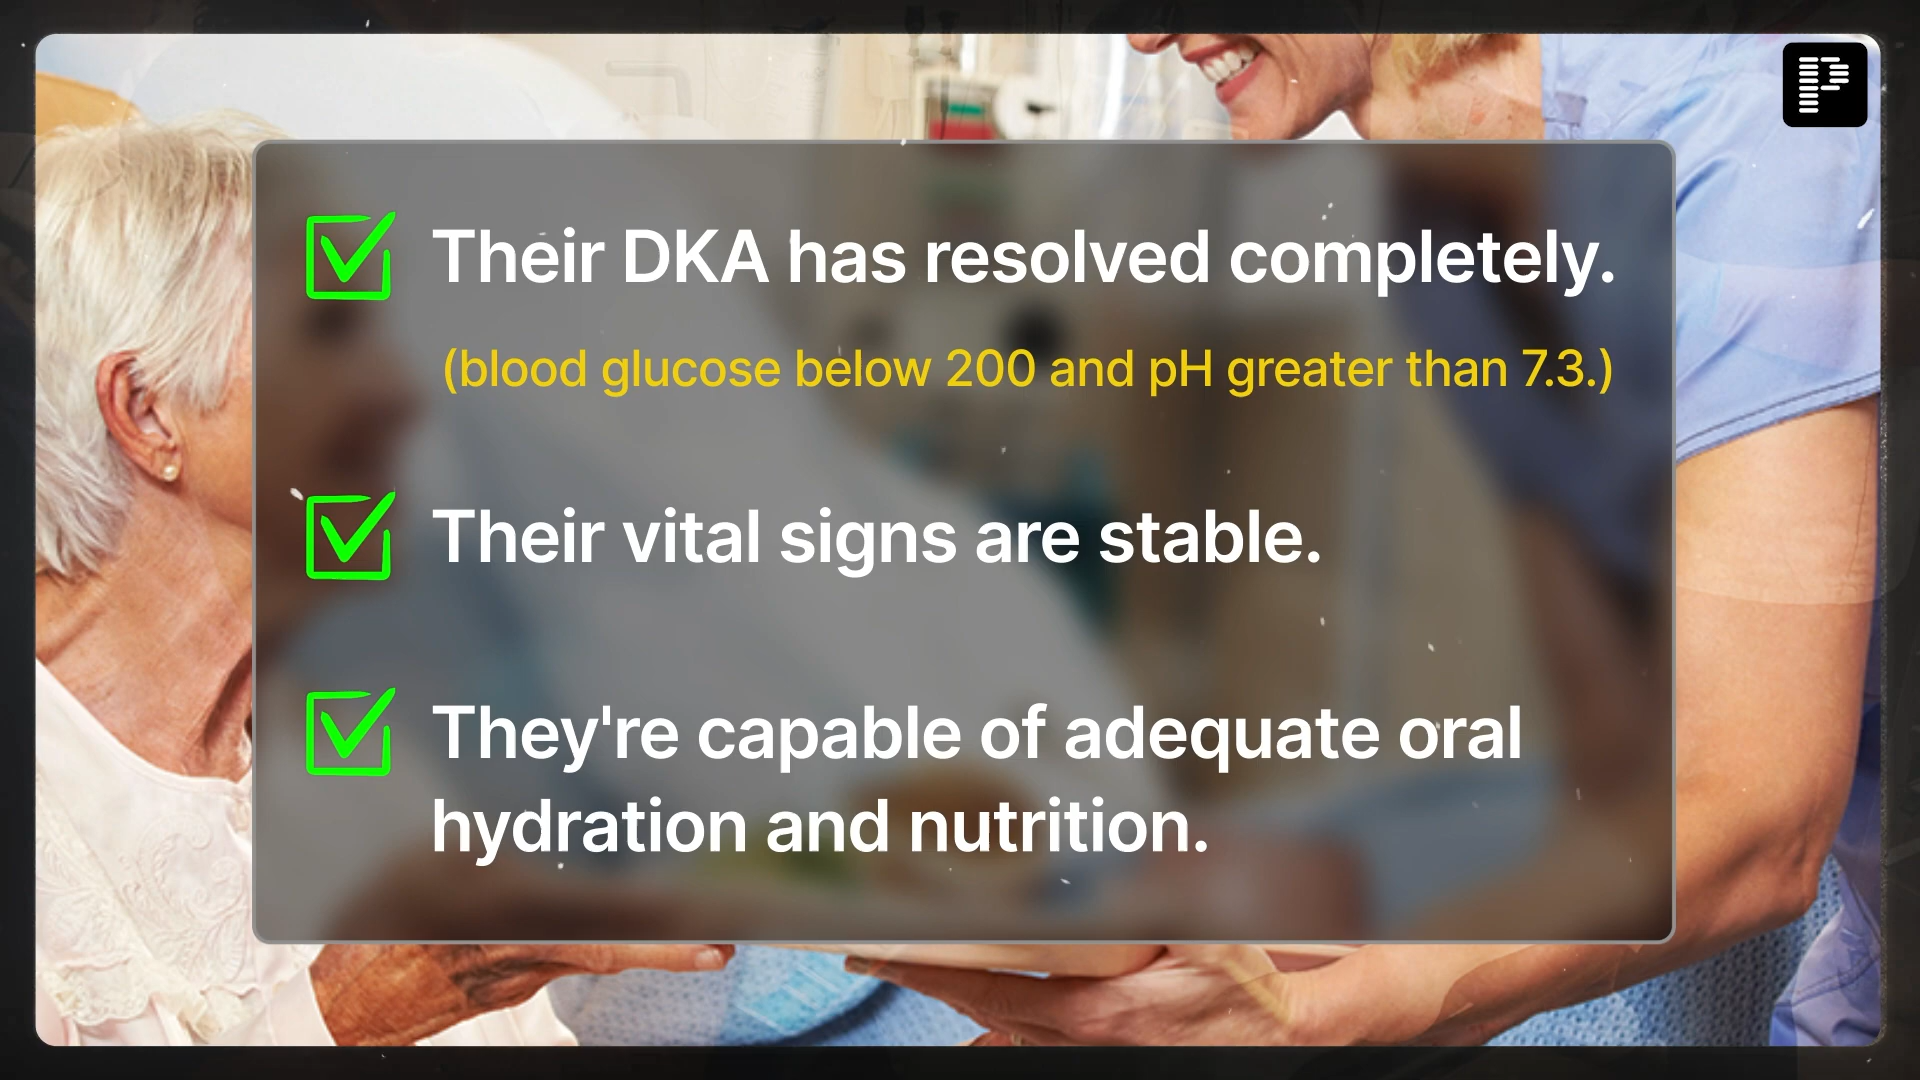 Their DKA has resolved completely.
(blood glucose below 200 and pH greater than 7.3.)
Their vital signs are stable.
They're capable of adequate oral
hydration and nutrition.